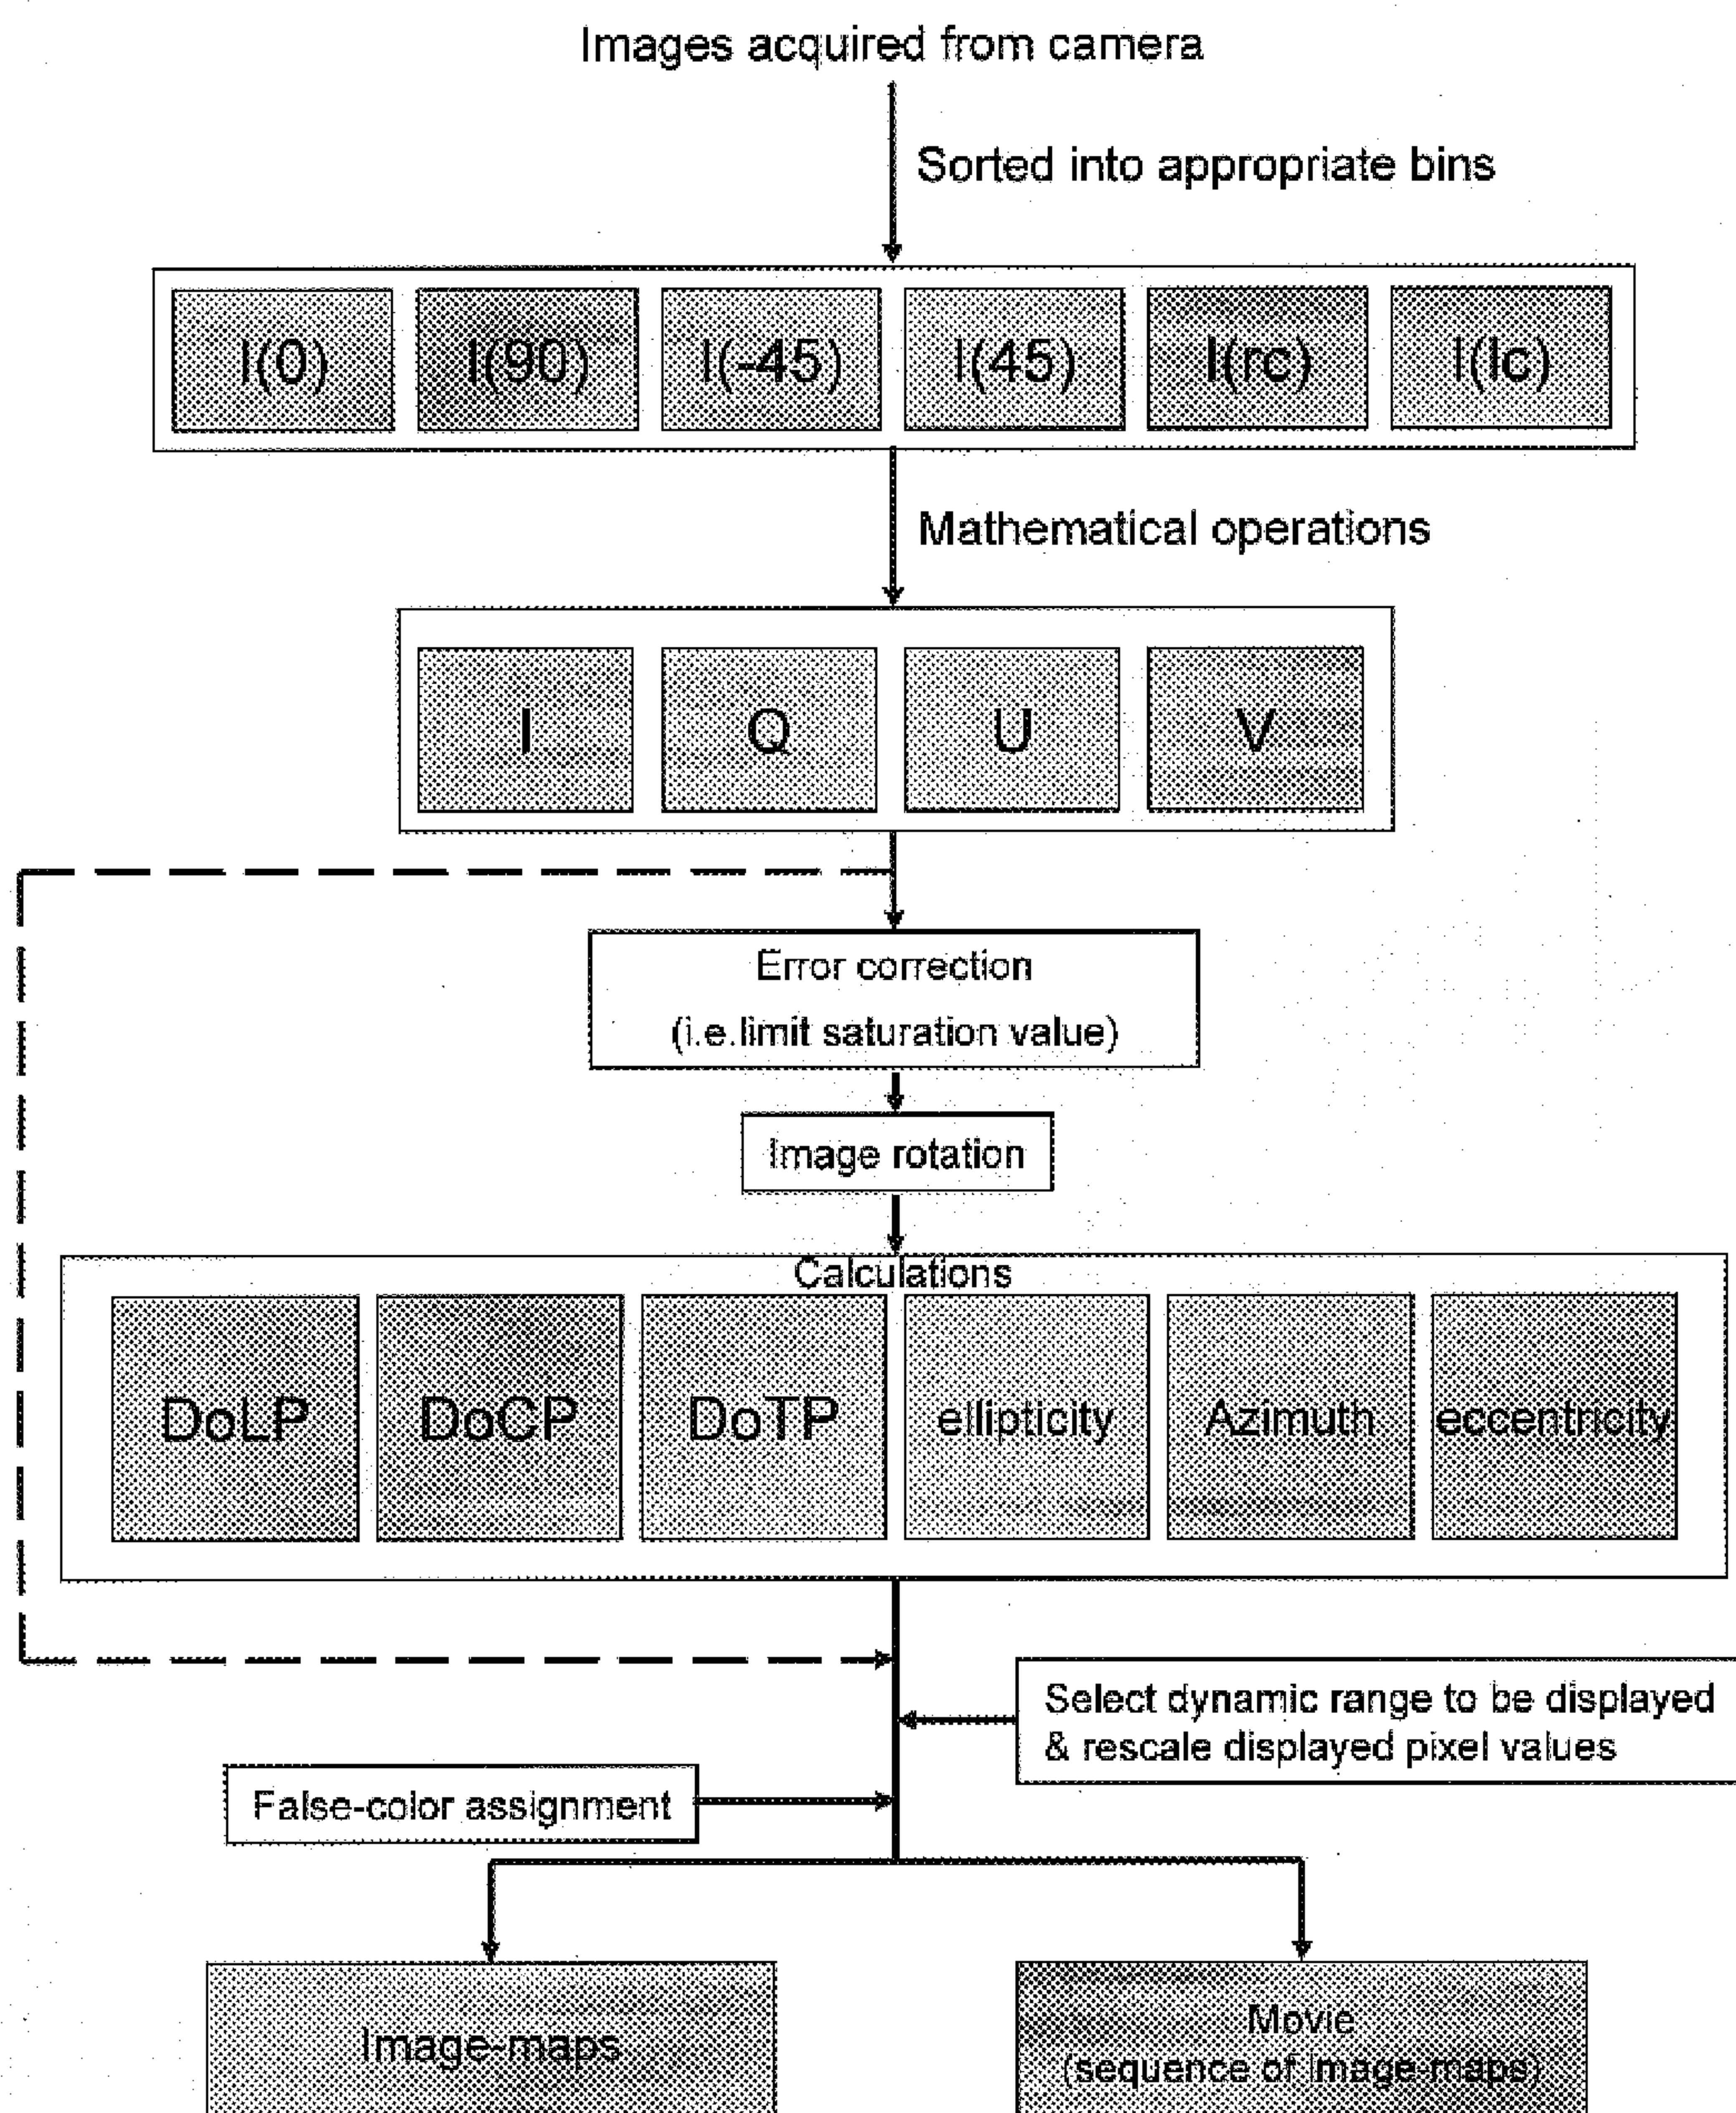 Images acquired from camera
Sorted into appropriate bins
I(0) I(90) I(-45) I(45) I(rc) I(lc)
Mathematical operations
I Q U V
Error correction
(i.e.limit saturation value)
Image rotation
Calculations
DoLP DoCP DoTP ellipticity Azimuth eccentricity
Select dynamic range to be displayed
& rescale displayed pixel values
False-color assignment
Image-maps
Movie
(sequence of image-maps)